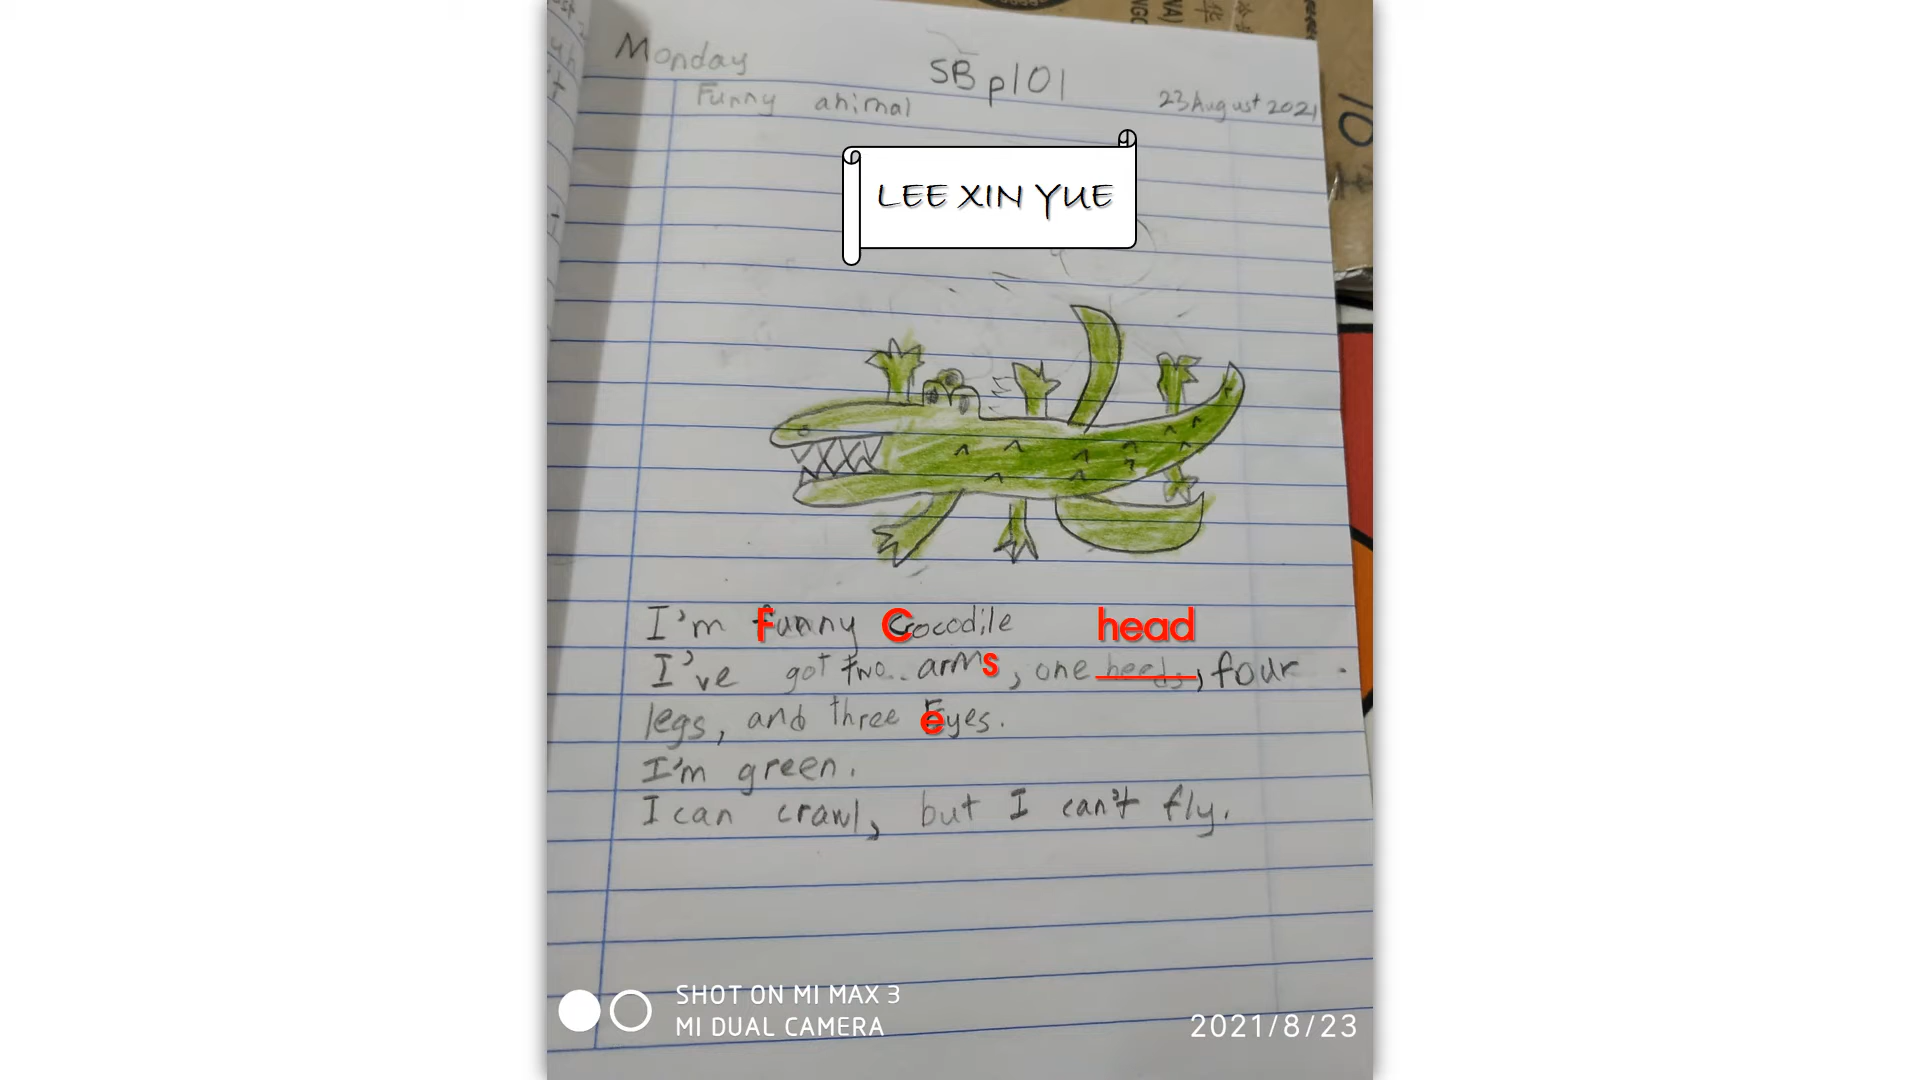 Monday
SB p101
Funny animal
23 August 2021
LEE XIN YUE
I'm Funny Crocodile
head
I've got two arms, one heeds, four
legs, and three eyes.
I'm green.
I can crawl, but I can't fly.
SHOT ON MI MAX 3
MI DUAL CAMERA
2021/8/23